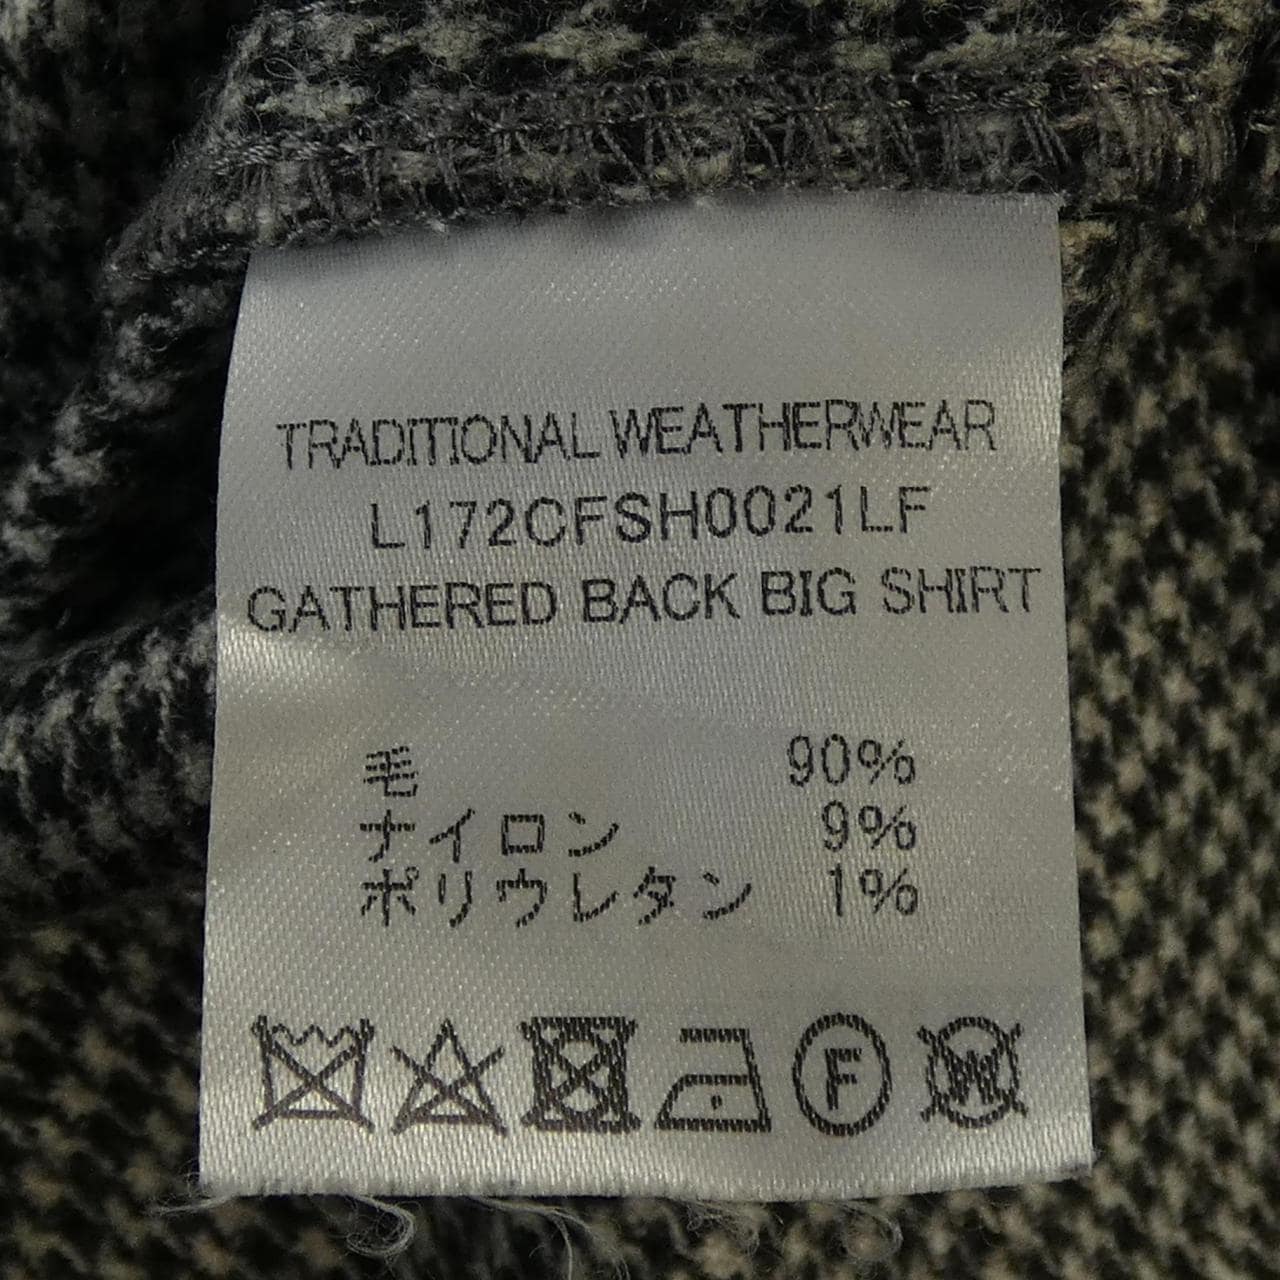 TRADITIONAL WEATHERWEAR
L172CFSH0021LF
GATHERED BACK BIG SHIRT
毛 90%
ナイロン 9%
ポリウレタン 1%
F W